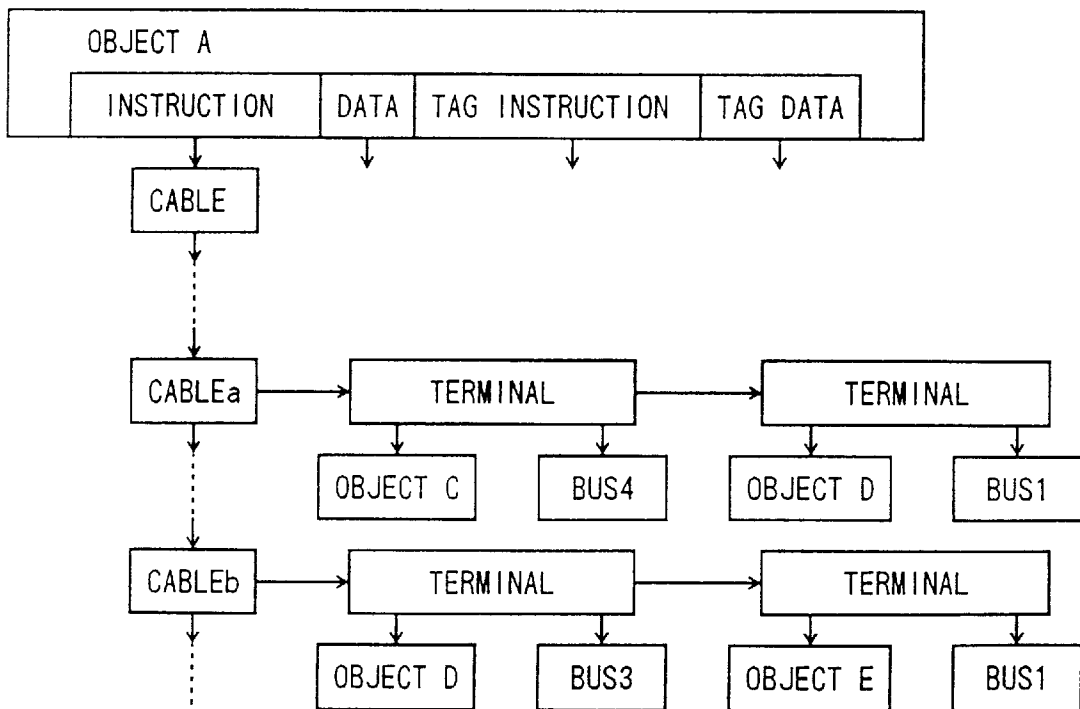 OBJECT A
INSTRUCTION DATA TAG INSTRUCTION TAG DATA
CABLE
CABLEa TERMINAL TERMINAL
OBJECT C BUS4 OBJECT D BUS1
CABLEb TERMINAL TERMINAL
OBJECT D BUS3 OBJECT E BUS1